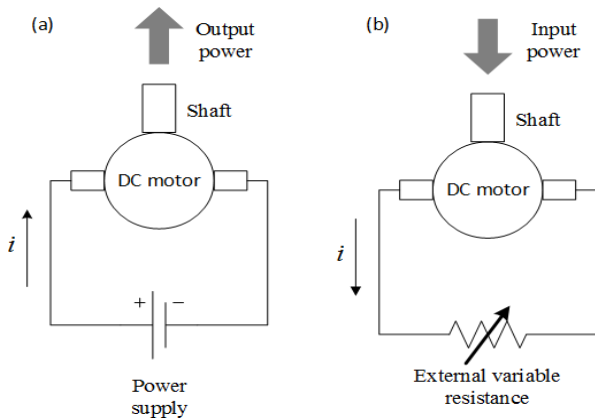 (a)
Output
power
Shaft
DC motor
i
+ −
Power
supply
(b)
Input
power
Shaft
DC motor
i
External variable
resistance